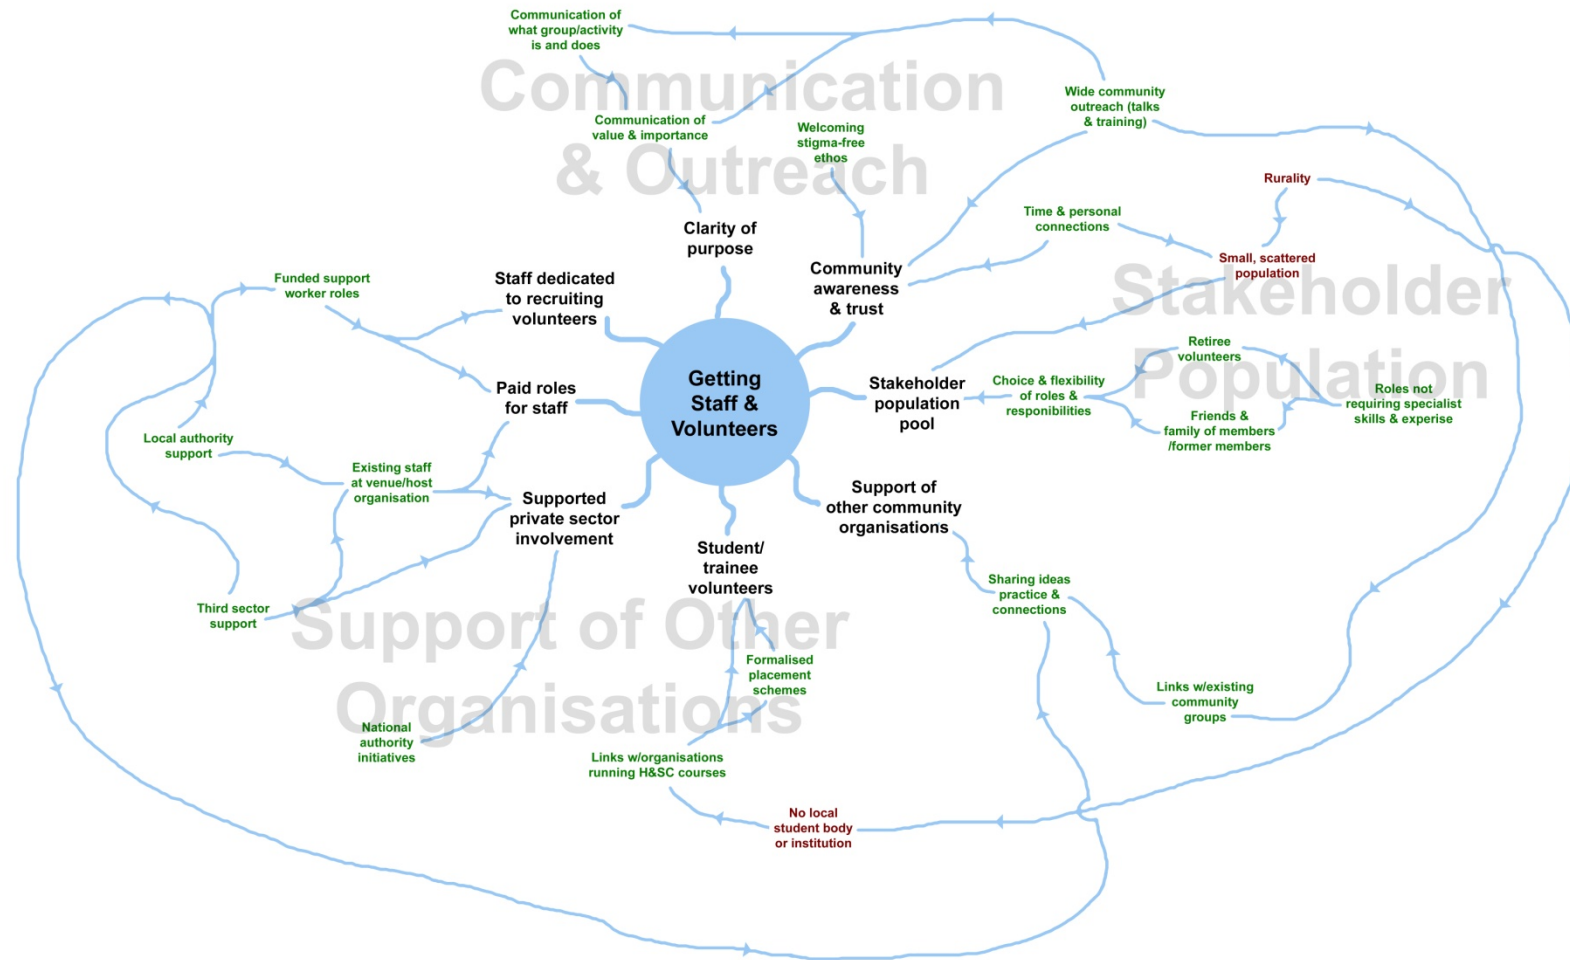 Communication of
what group/activity
is and does
Communication
& Outreach
Communication of
value & importance
Welcoming
stigma-free
ethos
Wide community
outreach (talks
& training)
Rurality
Time & personal
connections
Small, scattered
population
Stakeholder
Population
Clarity of
purpose
Community
awareness
& trust
Staff dedicated
to recruiting
volunteers
Funded support
worker roles
Getting
Staff &
Volunteers
Paid roles
for staff
Stakeholder
population
pool
Choice & flexibility
of roles &
responibilities
Retiree
volunteers
Friends &
family of members
/former members
Roles not
requiring specialist
skills & experise
Local authority
support
Existing staff
at venue/host
organisation
Supported
private sector
involvement
Student/
trainee
volunteers
Support of
other community
organisations
Third sector
support
Support of Other
Organisations
Sharing ideas
practice &
connections
Formalised
placement
schemes
Links w/existing
community
groups
National
authority
initiatives
Links w/organisations
running H&SC courses
No local
student body
or institution